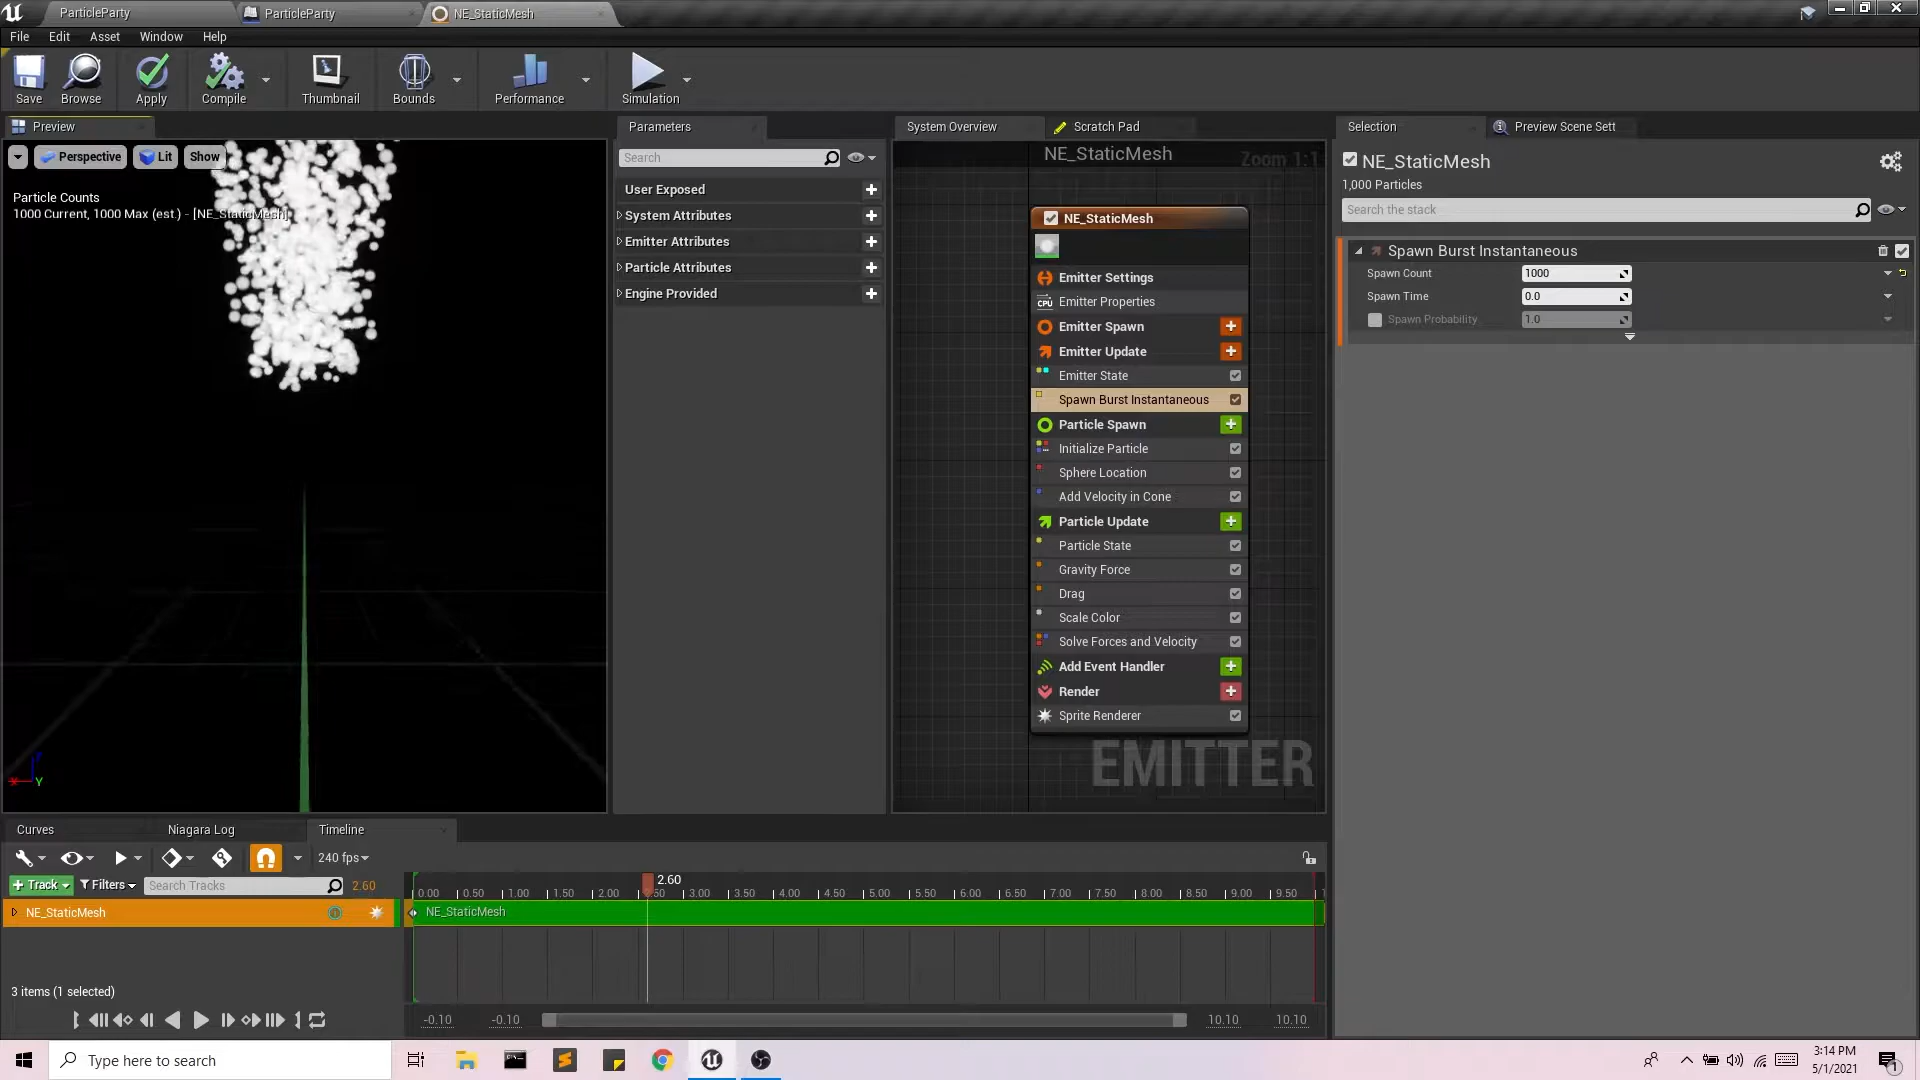 ParticleParty
ParticleParty
NE_StaticMesh
File Edit Asset Window Help
Save
Browse
Apply
Compile
Thumbnail
Bounds
Performance
Simulation
Preview
Perspective
Lit
Show
Particle Counts
1000 Current, 1000 Max (est.) - [NE_StaticMesh]
Parameters
Search
User Exposed
System Attributes
Emitter Attributes
Particle Attributes
Engine Provided
System Overview
Scratch Pad
NE_StaticMesh
Zoom 1:1
NE_StaticMesh
Emitter Settings
CPU Emitter Properties
Emitter Spawn
Emitter Update
Emitter State
Spawn Burst Instantaneous
Particle Spawn
Initialize Particle
Sphere Location
Add Velocity in Cone
Particle Update
Particle State
Gravity Force
Drag
Scale Color
Solve Forces and Velocity
Add Event Handler
Render
Sprite Renderer
EMITTER
Selection
Preview Scene Sett
NE_StaticMesh
1,000 Particles
Search the stack
Spawn Burst Instantaneous
Spawn Count 1000
Spawn Time 0.0
Spawn Probability 1.0
X
Y
Curves
Niagara Log
Timeline
240 fps
+ Track
Filters
Search Tracks
2.60
2.60
0.00 0.50 1.00 1.50 2.00 3.00 3.50 4.00 4.50 5.00 5.50 6.00 6.50 7.00 7.50 8.00 8.50 9.00 9.50
NE_StaticMesh
NE_StaticMesh
3 items (1 selected)
-0.10
-0.10
10.10
10.10
Type here to search
3:14 PM
5/1/2021
1